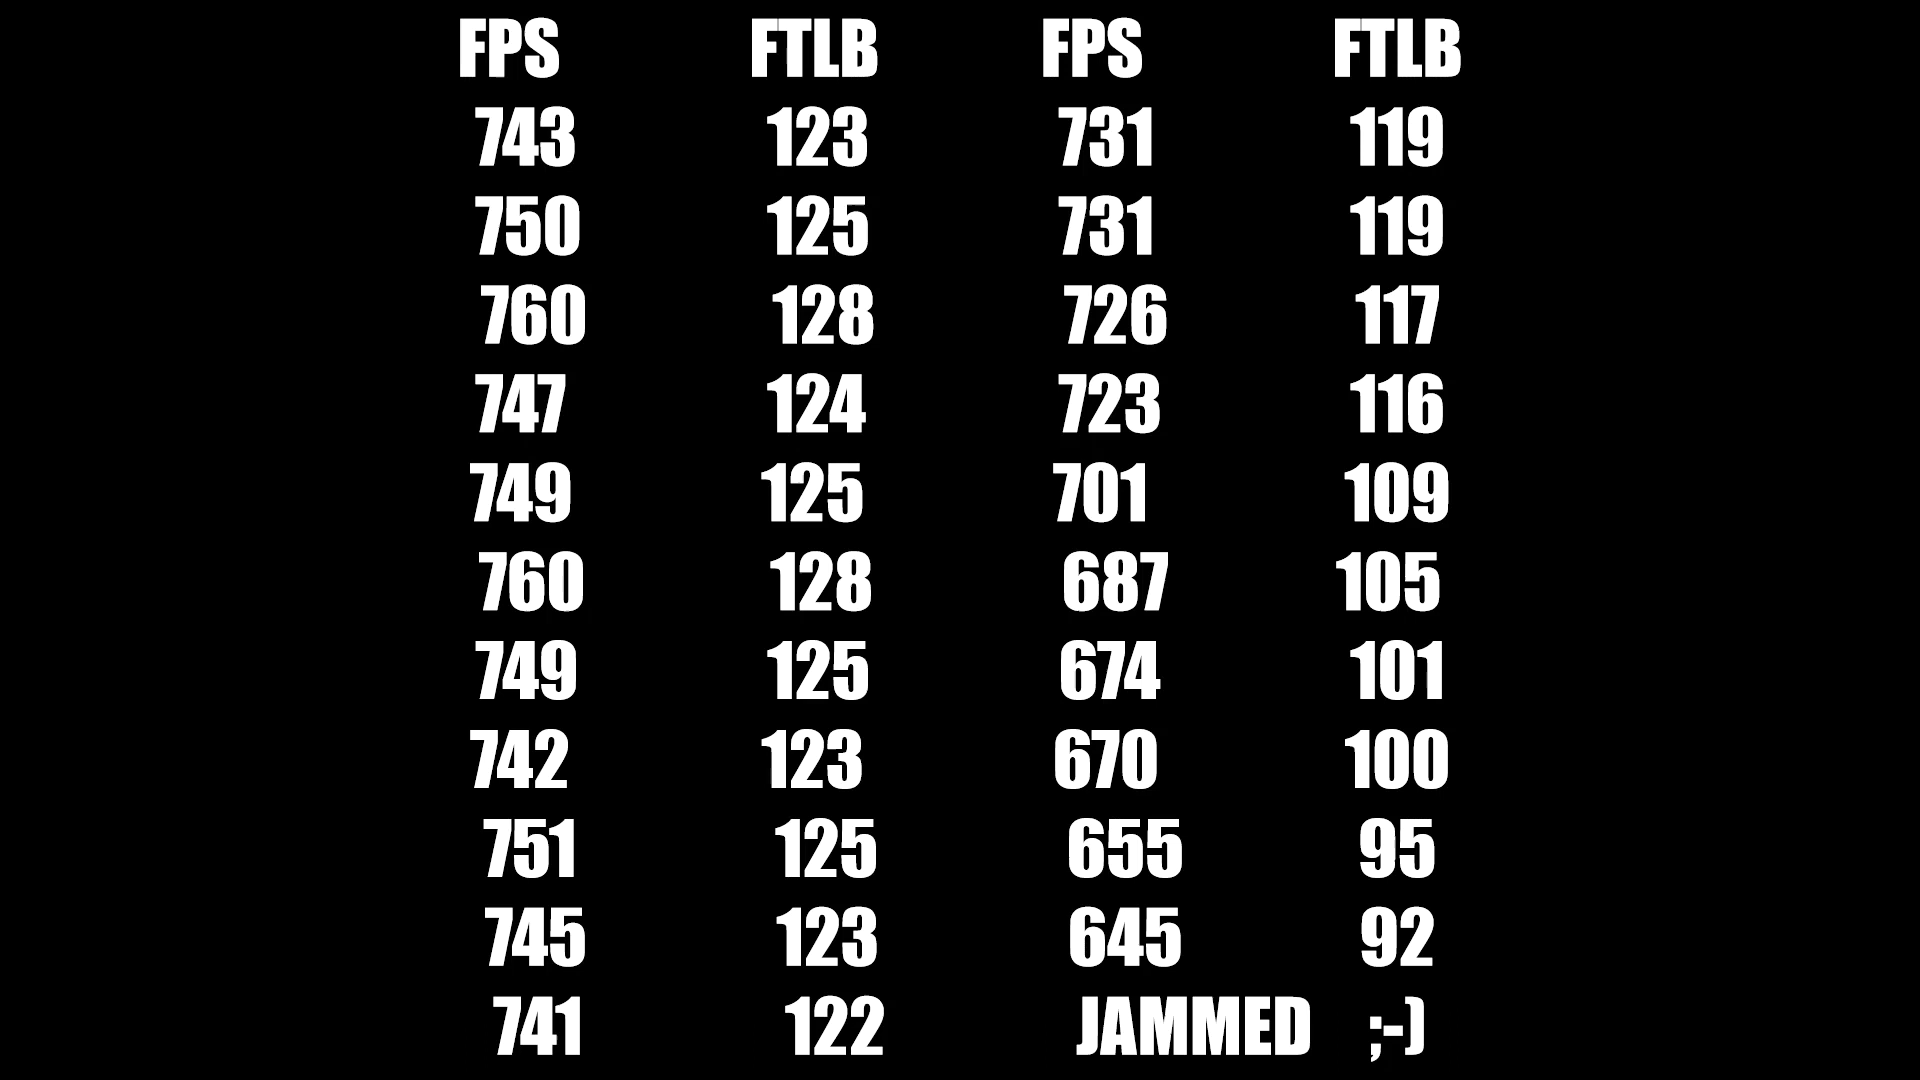 FPS FTLB FPS FTLB
743 123 731 119
750 125 731 119
760 128 726 117
747 124 723 116
749 125 701 109
760 128 687 105
749 125 674 101
742 123 670 100
751 125 655 95
745 123 645 92
741 122 JAMMED ;-)